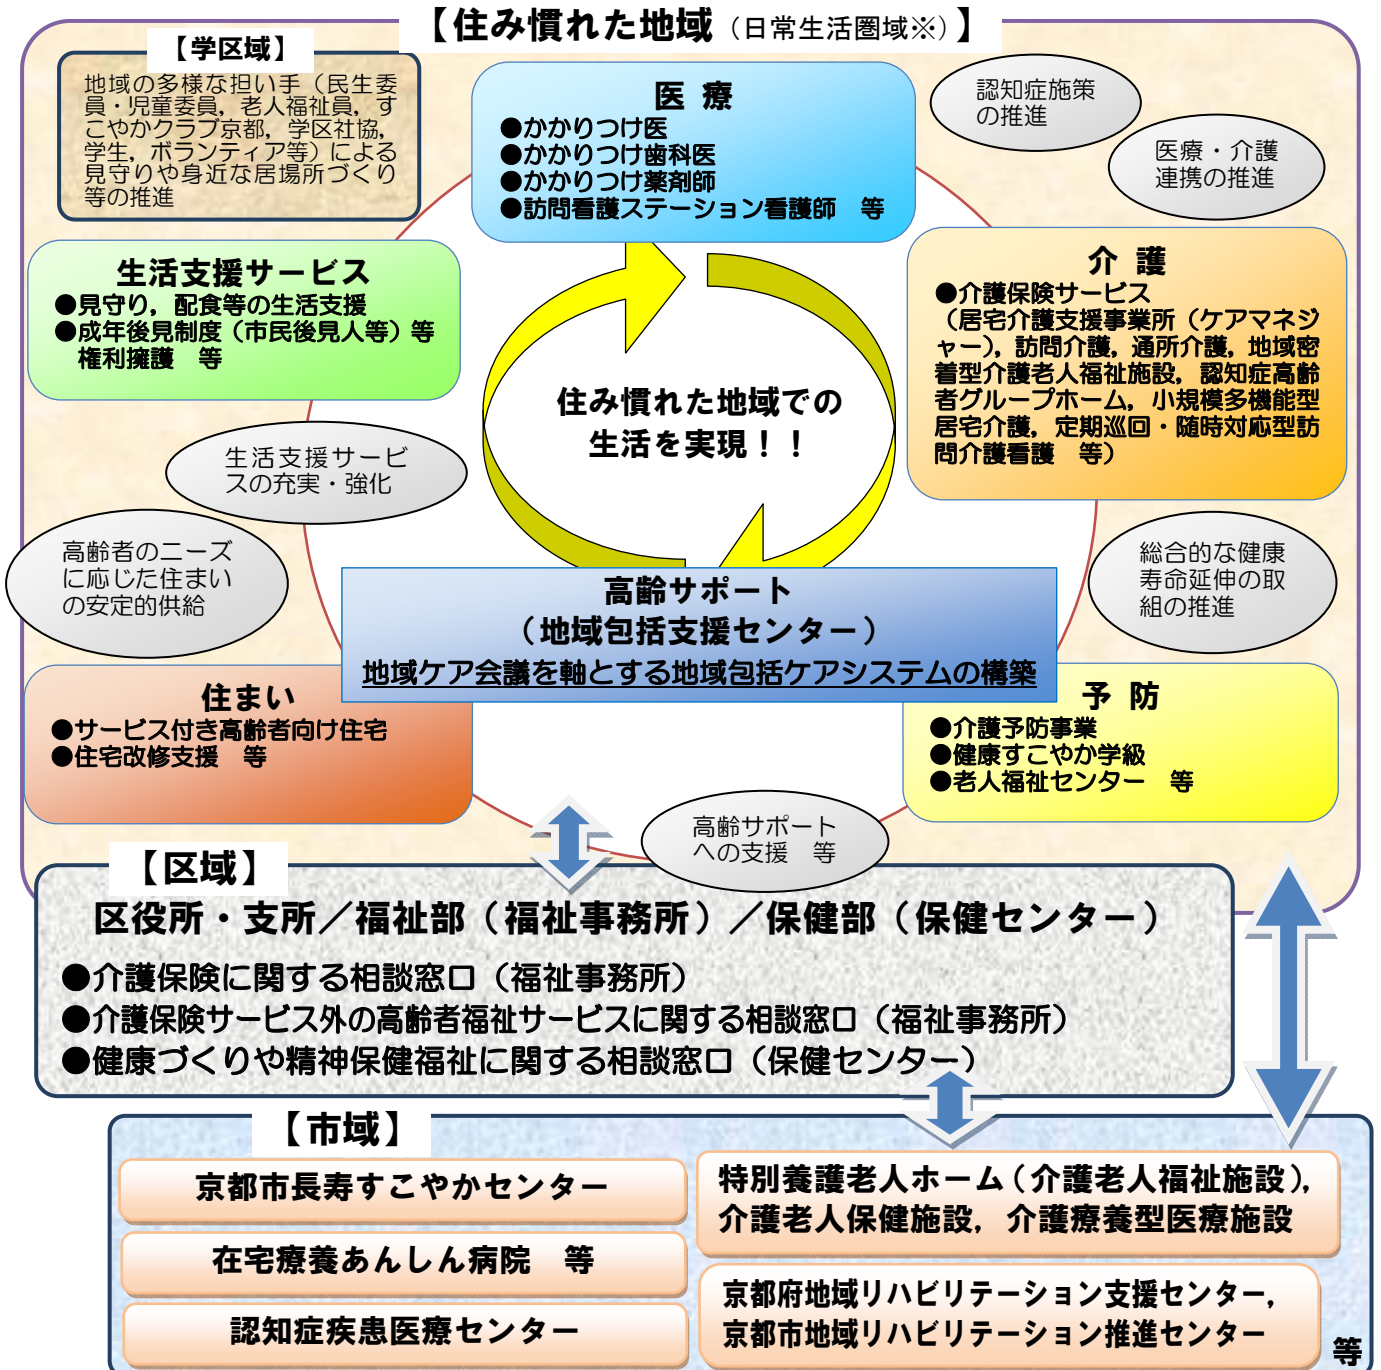 【住み慣れた地域（日常生活圏域※）】
【学区域】
地域の多様な担い手（民生委
員・児童委員，老人福祉員，す
こやかクラブ京都，学区社協，
学生，ボランティア等）による
見守りや身近な居場所づくり
等の推進
医 療
●かかりつけ医
●かかりつけ歯科医
●かかりつけ薬剤師
●訪問看護ステーション看護師　等
認知症施策
の推進
医療・介護
連携の推進
生活支援サービス
●見守り，配食等の生活支援
●成年後見制度（市民後見人等）等
権利擁護　等
介 護
●介護保険サービス
（居宅介護支援事業所（ケアマネジ
ャー），訪問介護，通所介護，地域密
着型介護老人福祉施設，認知症高齢
者グループホーム，小規模多機能型
居宅介護，定期巡回・随時対応型訪
問介護看護　等）
住み慣れた地域での
生活を実現！！
生活支援サービ
スの充実・強化
高齢者のニーズ
に応じた住まい
の安定的供給
総合的な健康
寿命延伸の取
組の推進
高齢サポート
（地域包括支援センター）
地域ケア会議を軸とする地域包括ケアシステムの構築
住まい
●サービス付き高齢者向け住宅
●住宅改修支援　等
予 防
●介護予防事業
●健康すこやか学級
●老人福祉センター　等
高齢サポート
への支援　等
【区域】
区役所・支所／福祉部（福祉事務所）／保健部（保健センター）
●介護保険に関する相談窓口（福祉事務所）
●介護保険サービス外の高齢者福祉サービスに関する相談窓口（福祉事務所）
●健康づくりや精神保健福祉に関する相談窓口（保健センター）
【市域】
京都市長寿すこやかセンター
在宅療養あんしん病院　等
認知症疾患医療センター
特別養護老人ホーム（介護老人福祉施設），
介護老人保健施設，介護療養型医療施設
京都府地域リハビリテーション支援センター，
京都市地域リハビリテーション推進センター
等